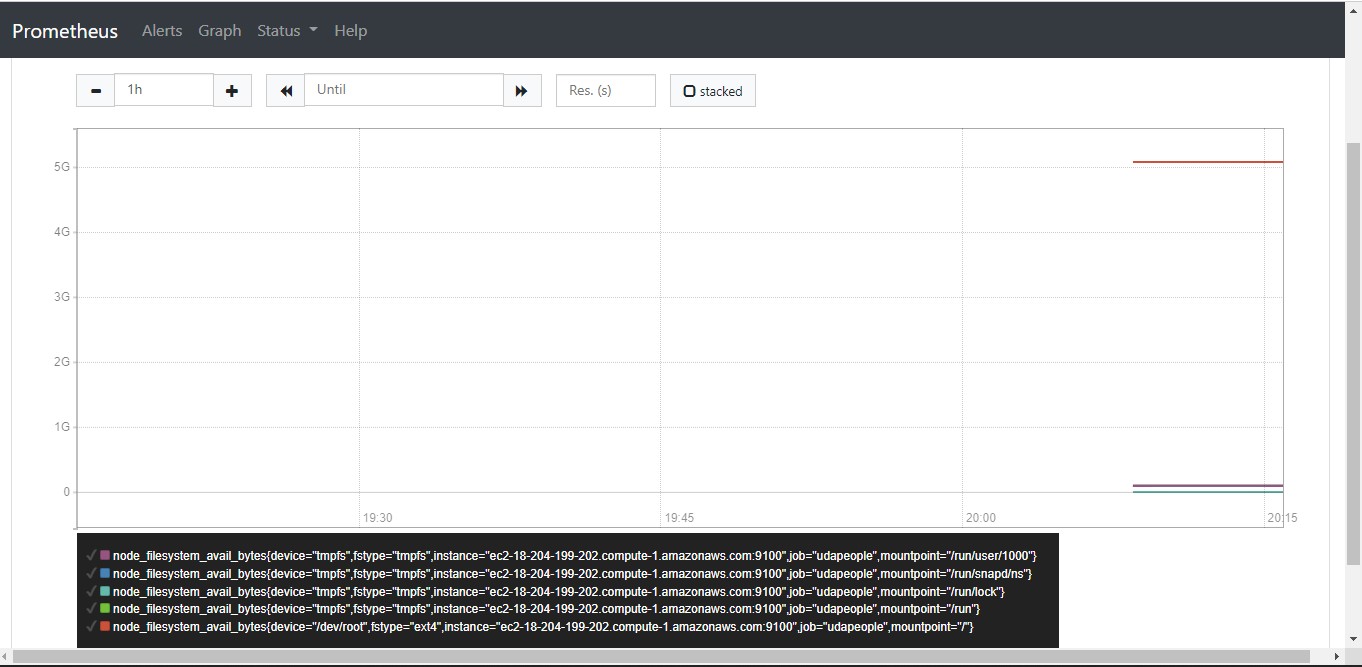 Prometheus Alerts Graph Status Help
1h Until Res. (s) stacked
5G
4G
3G
2G
1G
0
19:30 19:45 20:00 20:15
node_filesystem_avail_bytes{device="tmpfs",fstype="tmpfs",instance="ec2-18-204-199-202.compute-1.amazonaws.com:9100",job="udapeople",mountpoint="/run/user/1000"}
node_filesystem_avail_bytes{device="tmpfs",fstype="tmpfs",instance="ec2-18-204-199-202.compute-1.amazonaws.com:9100",job="udapeople",mountpoint="/run/snapd/ns"}
node_filesystem_avail_bytes{device="tmpfs",fstype="tmpfs",instance="ec2-18-204-199-202.compute-1.amazonaws.com:9100",job="udapeople",mountpoint="/run/lock"}
node_filesystem_avail_bytes{device="tmpfs",fstype="tmpfs",instance="ec2-18-204-199-202.compute-1.amazonaws.com:9100",job="udapeople",mountpoint="/run"}
node_filesystem_avail_bytes{device="/dev/root",fstype="ext4",instance="ec2-18-204-199-202.compute-1.amazonaws.com:9100",job="udapeople",mountpoint="/"}